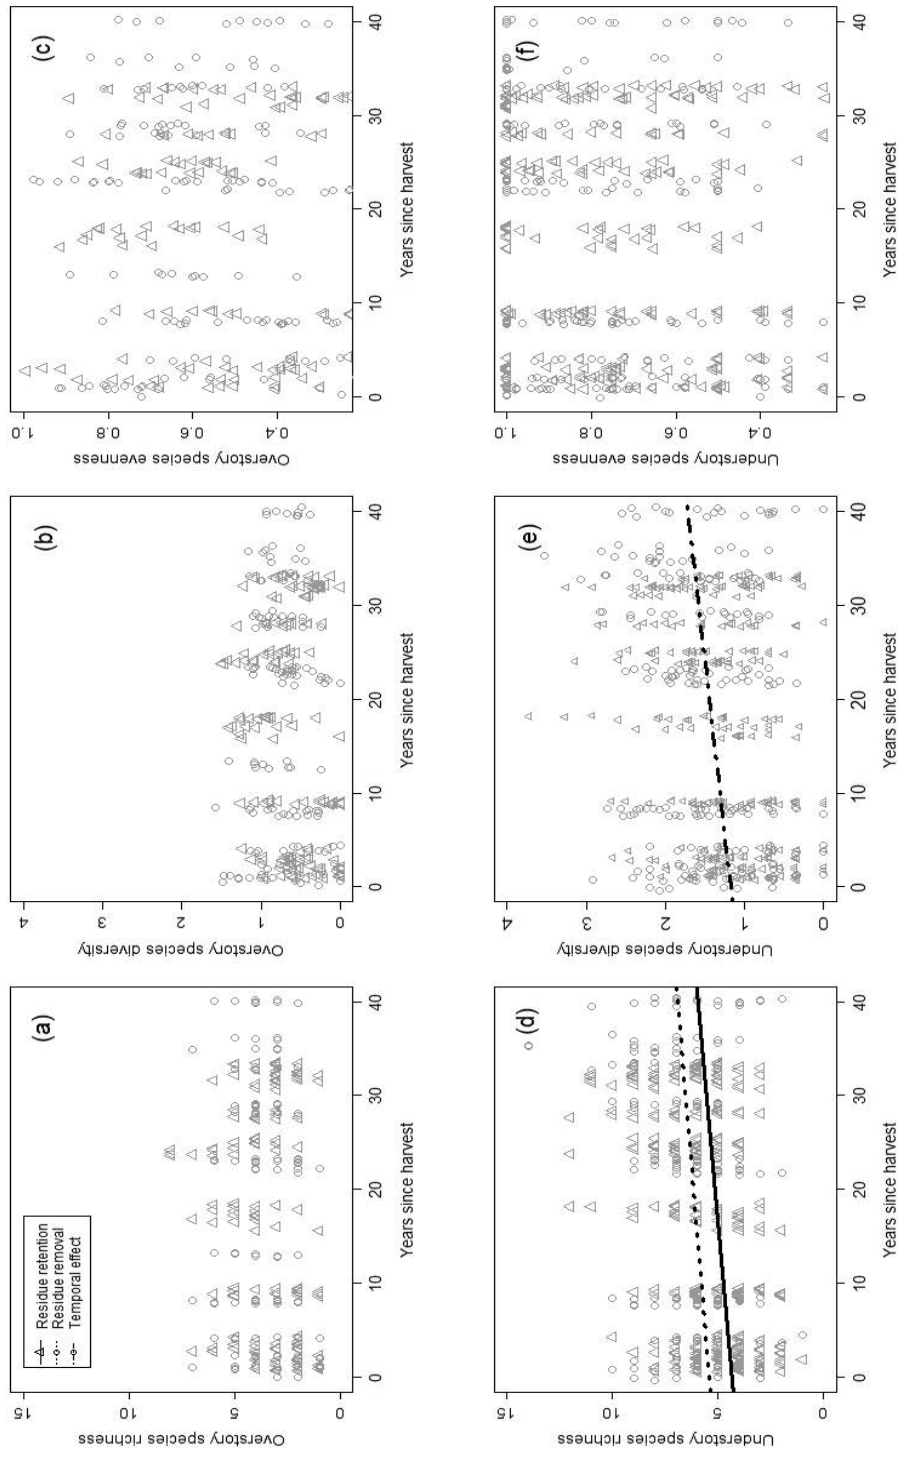 (a)
Residue retention
Residue removal
Temporal effect
Overstory species richness
0 5 10 15
0 10 20 30 40
Years since harvest
(b)
Overstory species diversity
0 1 2 3 4
0 10 20 30 40
Years since harvest
(c)
Overstory species evenness
0.4 0.6 0.8 1.0
0 10 20 30 40
Years since harvest
(d)
Understory species richness
0 5 10 15
0 10 20 30 40
Years since harvest
(e)
Understory species diversity
0 1 2 3 4
0 10 20 30 40
Years since harvest
(f)
Understory species evenness
0.4 0.6 0.8 1.0
0 10 20 30 40
Years since harvest